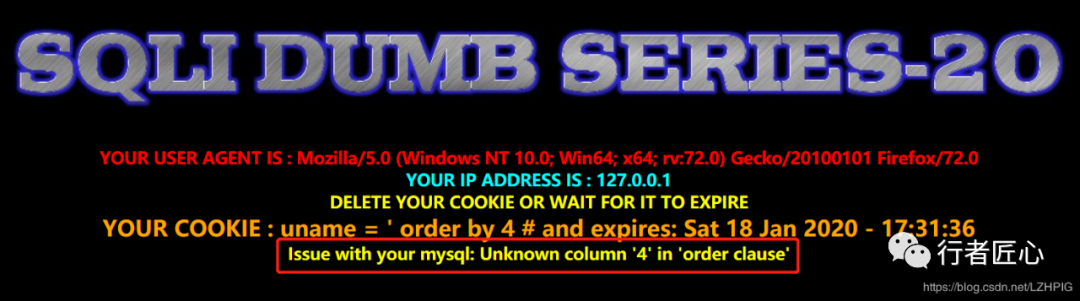 SQLI DUMB SERIES-20
YOUR USER AGENT IS : Mozilla/5.0 (Windows NT 10.0; Win64; x64; rv:72.0) Gecko/20100101 Firefox/72.0
YOUR IP ADDRESS IS : 127.0.0.1
DELETE YOUR COOKIE OR WAIT FOR IT TO EXPIRE
YOUR COOKIE : uname = ' order by 4 # and expires: Sat 18 Jan 2020 - 17:31:36
Issue with your mysql: Unknown column '4' in 'order clause'
行者匠心
https://blog.csdn.net/LZHPIG